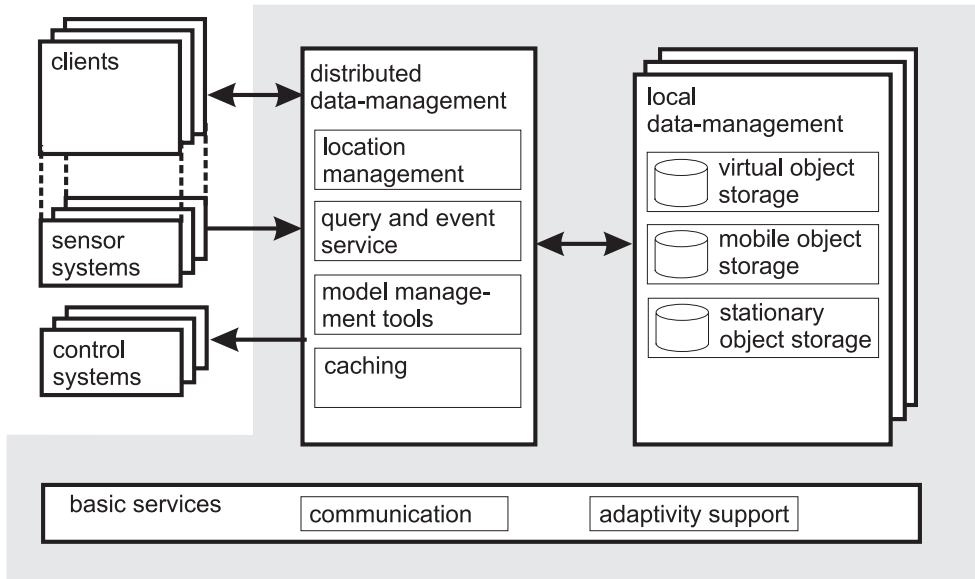 clients
sensor
systems
control
systems
distributed
data-management
location
management
query and event
service
model manage-
ment tools
caching
local
data-management
virtual object
storage
mobile object
storage
stationary
object storage
basic services
communication
adaptivity support